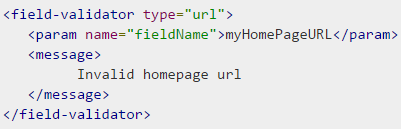 <field-validator type="url">
   <param name="fieldName">myHomePageURL</param>
   <message>
         Invalid homepage url
   </message>
</field-validator>